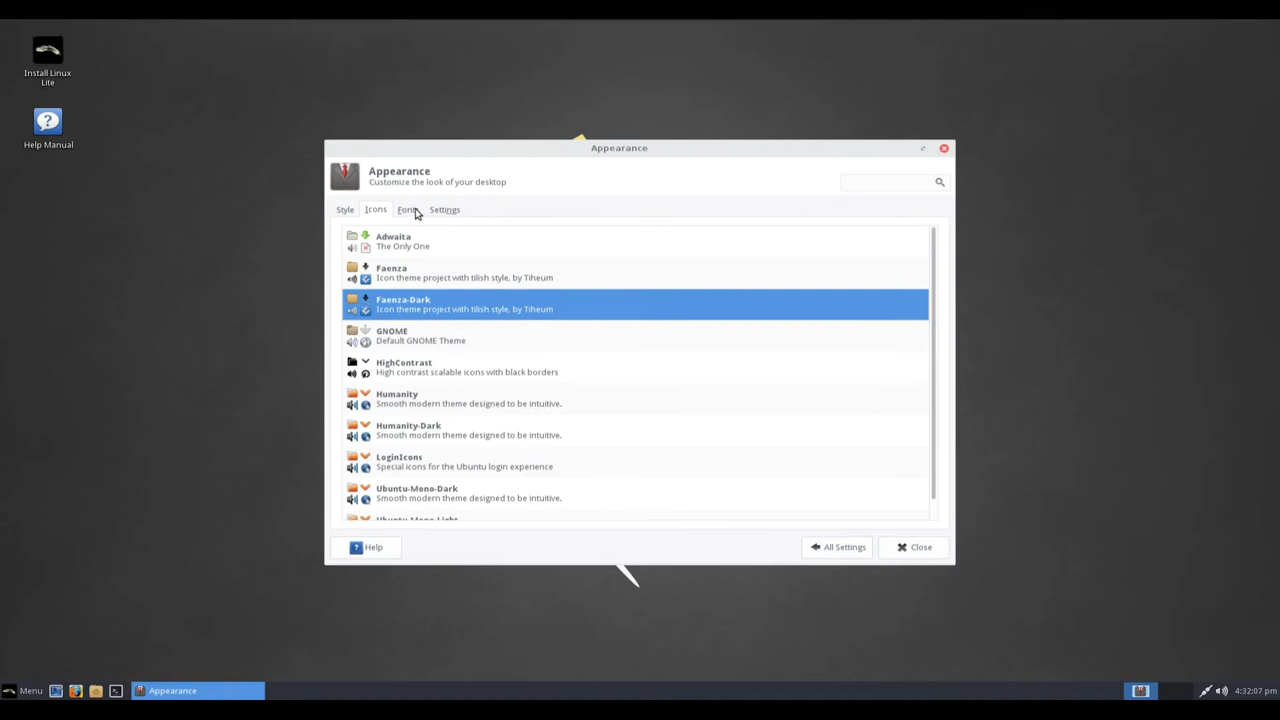 Install Linux
Lite
Help Manual
Appearance
Appearance
Customize the look of your desktop
Style
Icons
Settings
Adwaita
The Only One
Faenza
Icon theme project with tilish style, by Tiheum
Faenza-Dark
Icon theme project with tilish style, by Tiheum
GNOME
Default GNOME Theme
HighContrast
High contrast scalable icons with black borders
Humanity
Smooth modern theme designed to be intuitive.
Humanity-Dark
Smooth modern theme designed to be intuitive.
LoginIcons
Special icons for the Ubuntu login experience
Ubuntu-Mono-Dark
Smooth modern theme designed to be intuitive.
Help
All Settings
Close
Menu
Appearance
4:32:07 pm